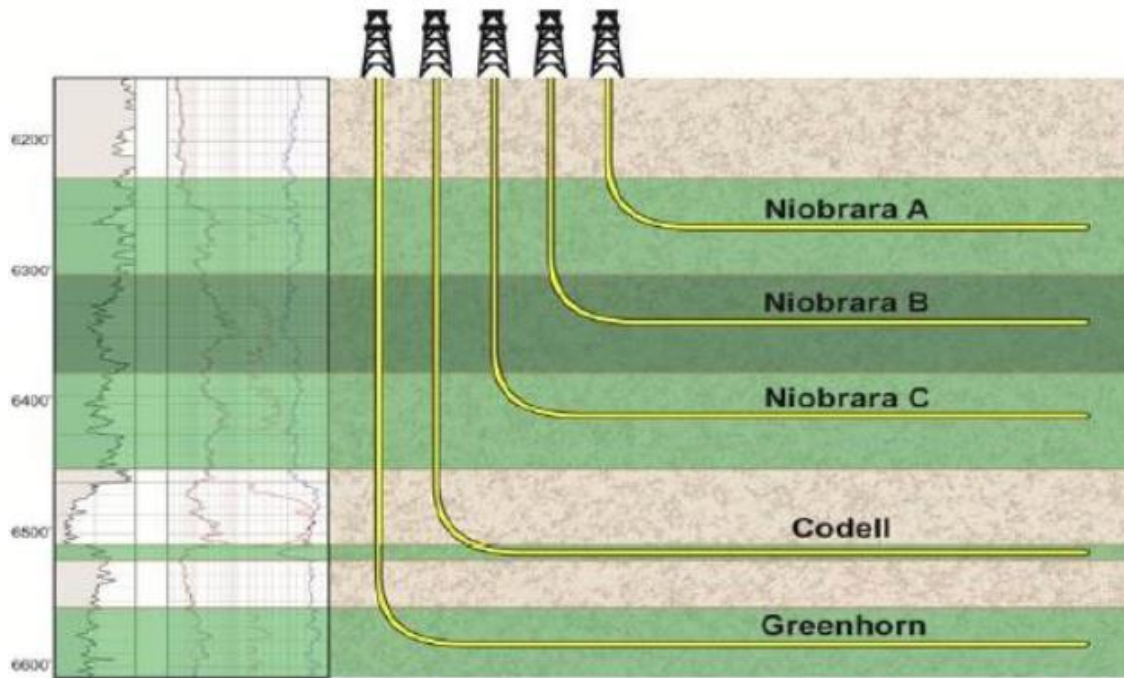 6200'
Niobrara A
6300'
Niobrara B
6400'
Niobrara C
6500'
Codell
Greenhorn
6600'